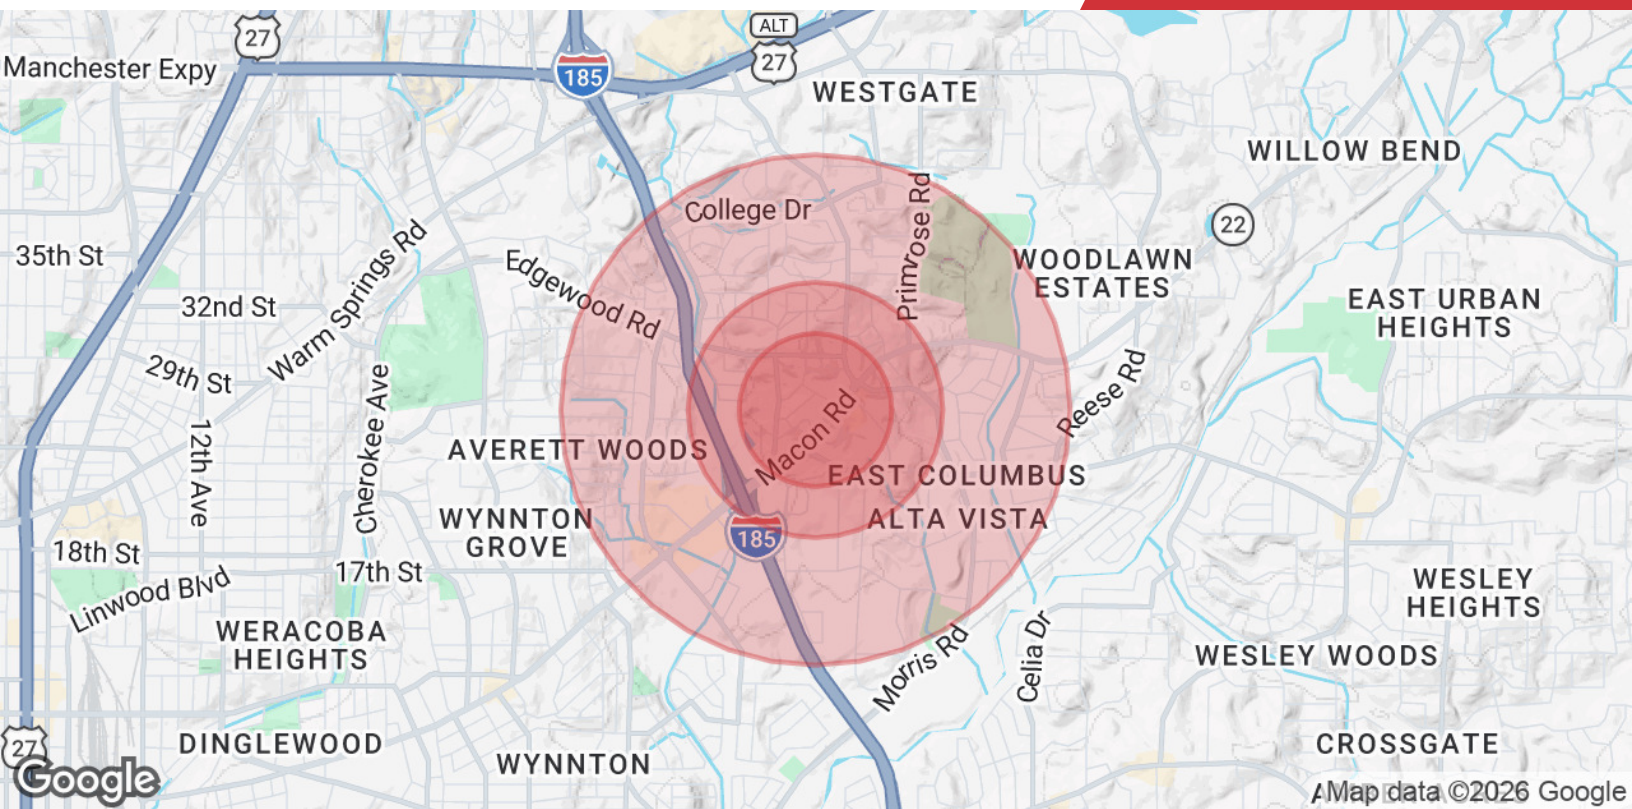 27
ALT
27
Manchester Expy
185
WESTGATE
WILLOW BEND
College Dr
Primrose Rd
22
35th St
Edgewood Rd
WOODLAWN
ESTATES
32nd St
Warm Springs Rd
EAST URBAN
HEIGHTS
29th St
Cherokee Ave
Reese Rd
Macon Rd
12th Ave
AVERETT WOODS
EAST COLUMBUS
WYNNTON
GROVE
ALTA VISTA
185
18th St
17th St
Linwood Blvd
WESLEY
HEIGHTS
WERACOBA
HEIGHTS
Morris Rd
Celia Dr
WESLEY WOODS
27
DINGLEWOOD
WYNNTON
CROSSGATE
Google
Map data ©2026 Google